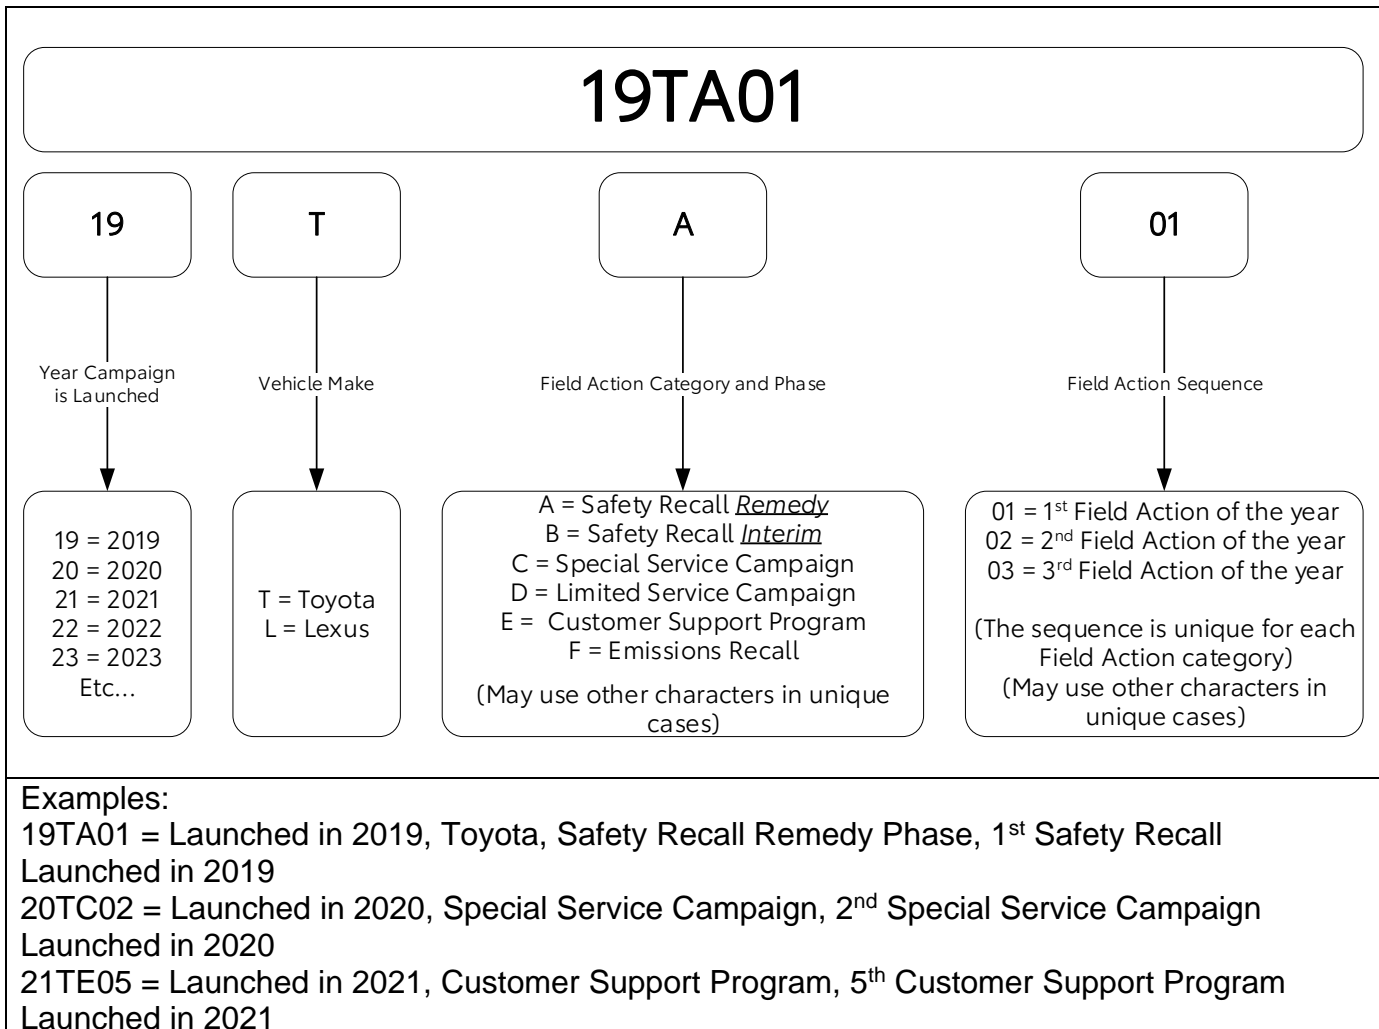 19TA01
19
T
A
01
Year Campaign
is Launched
Vehicle Make
Field Action Category and Phase
Field Action Sequence
19 = 2019
20 = 2020
21 = 2021
22 = 2022
23 = 2023
Etc...
T = Toyota
L = Lexus
A = Safety Recall Remedy
B = Safety Recall Interim
C = Special Service Campaign
D = Limited Service Campaign
E =  Customer Support Program
F = Emissions Recall
(May use other characters in unique
cases)
01 = 1st Field Action of the year
02 = 2nd Field Action of the year
03 = 3rd Field Action of the year
(The sequence is unique for each
Field Action category)
(May use other characters in
unique cases)
Examples:
19TA01 = Launched in 2019, Toyota, Safety Recall Remedy Phase, 1st Safety Recall
Launched in 2019
20TC02 = Launched in 2020, Special Service Campaign, 2nd Special Service Campaign
Launched in 2020
21TE05 = Launched in 2021, Customer Support Program, 5th Customer Support Program
Launched in 2021